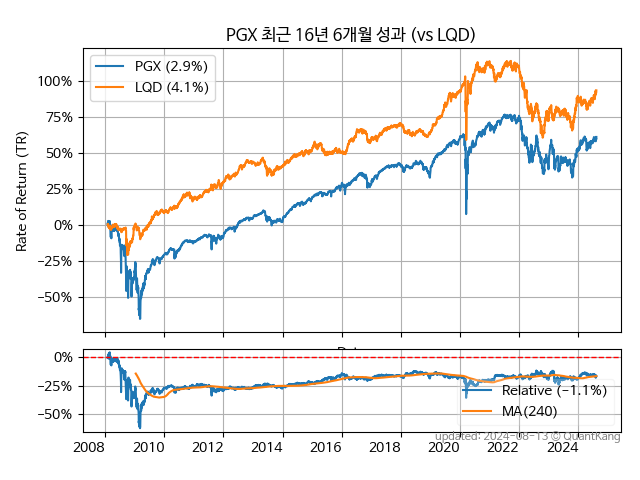 PGX 최근 16년 6개월 성과 (vs LQD)
PGX (2.9%)
LQD (4.1%)
Rate of Return (TR)
100%
75%
50%
25%
0%
−25%
−50%
0%
−25%
−50%
Relative (−1.1%)
MA(240)
2008 2010 2012 2014 2016 2018 2020 2022 2024
updated: 2024-08-13 © QuantKang